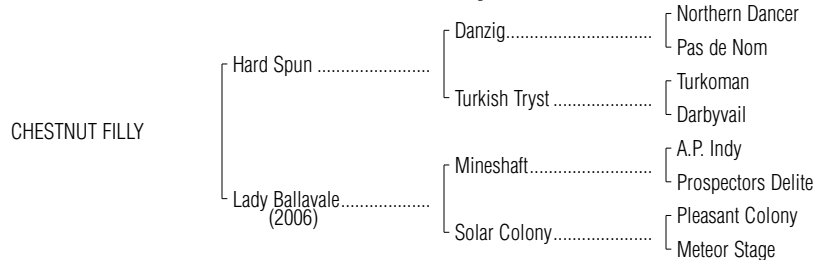 Northern Dancer
Danzig..............................
Pas de Nom
Hard Spun ........................
Turkoman
Turkish Tryst .....................
Darbyvail
CHESTNUT FILLY
A.P. Indy
Mineshaft..........................
Prospectors Delite
Lady Ballavale...................
(2006)
Pleasant Colony
Solar Colony.....................
Meteor Stage